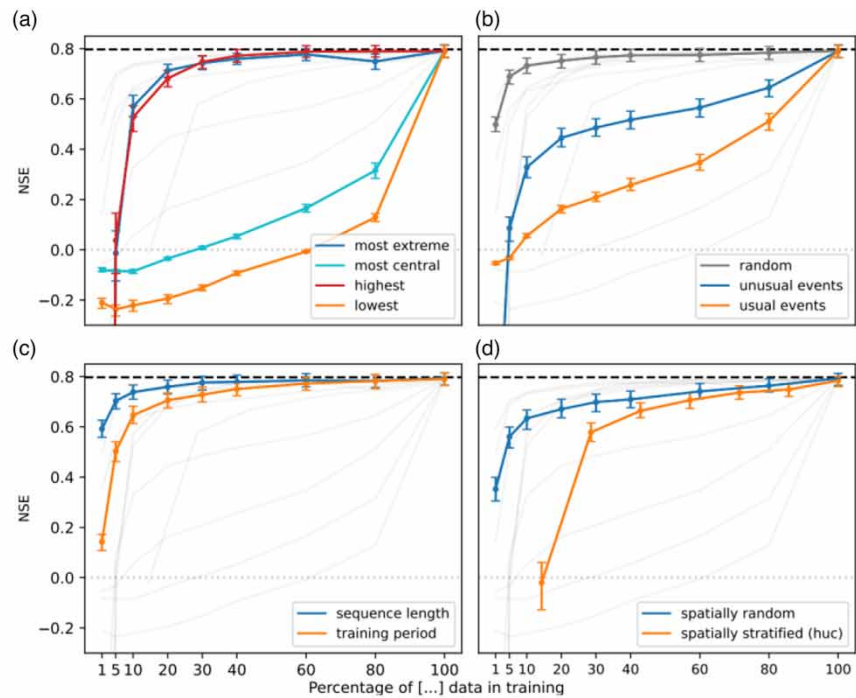 (a)
(b)
0.8
0.6
0.4
0.2
0.0
−0.2
NSE
most extreme
most central
highest
lowest
random
unusual events
usual events
(c)
(d)
0.8
0.6
0.4
0.2
0.0
−0.2
NSE
sequence length
training period
spatially random
spatially stratified (huc)
1 5 10 20 30 40 60 80 100
1 5 10 20 30 40 60 80 100
Percentage of [...] data in training